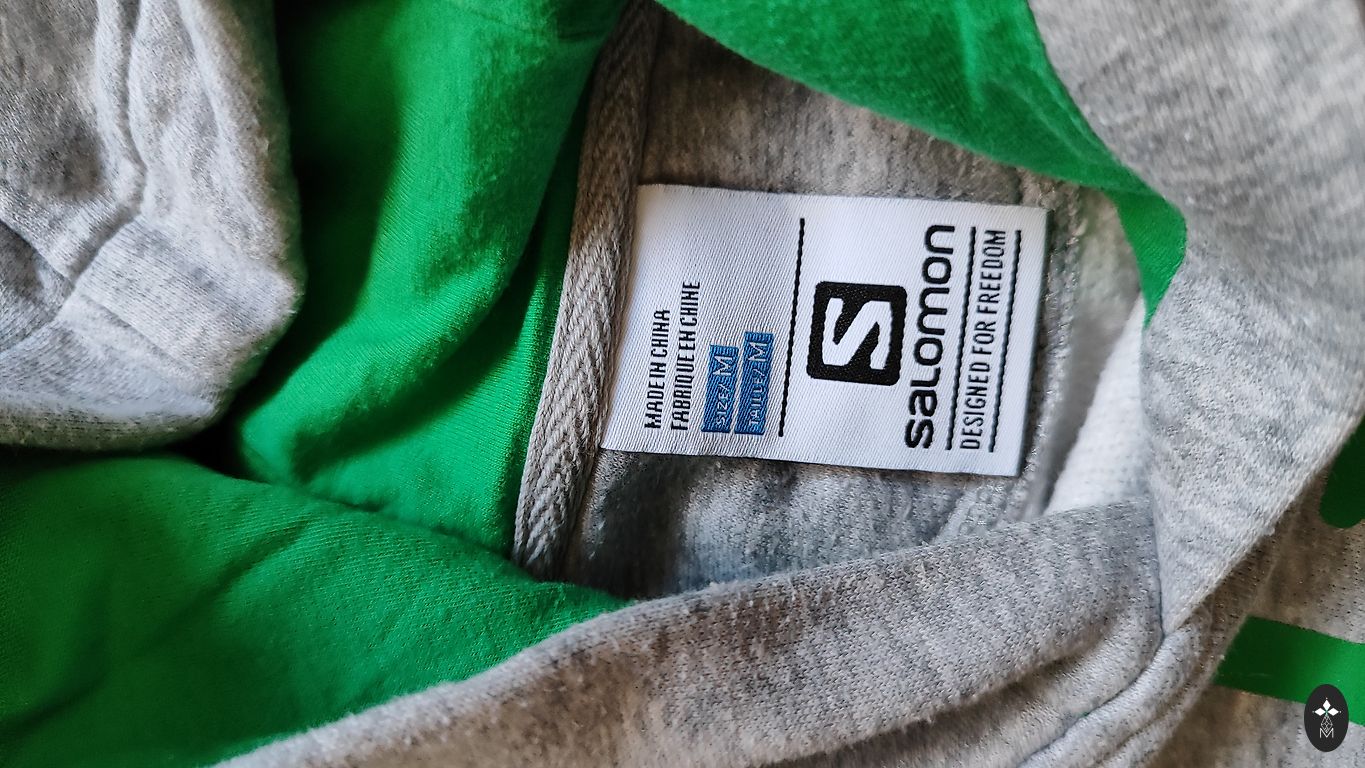 S
salomon
DESIGNED FOR FREEDOM
MADE IN CHINA
FABRIQUE EN CHINE
SIZE/ M
TAILLE/ M
M